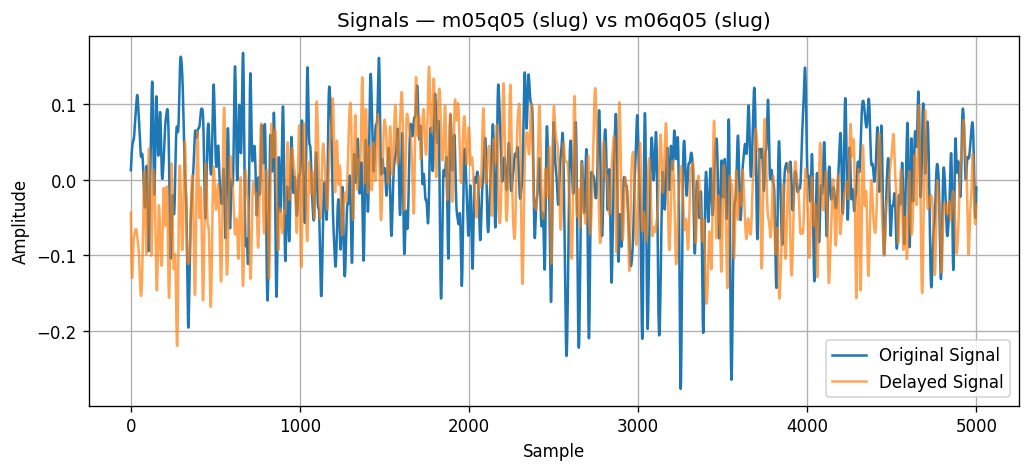 Signals — m05q05 (slug) vs m06q05 (slug)
0.1
0.0
−0.1
−0.2
Amplitude
Original Signal
Delayed Signal
0 1000 2000 3000 4000 5000
Sample